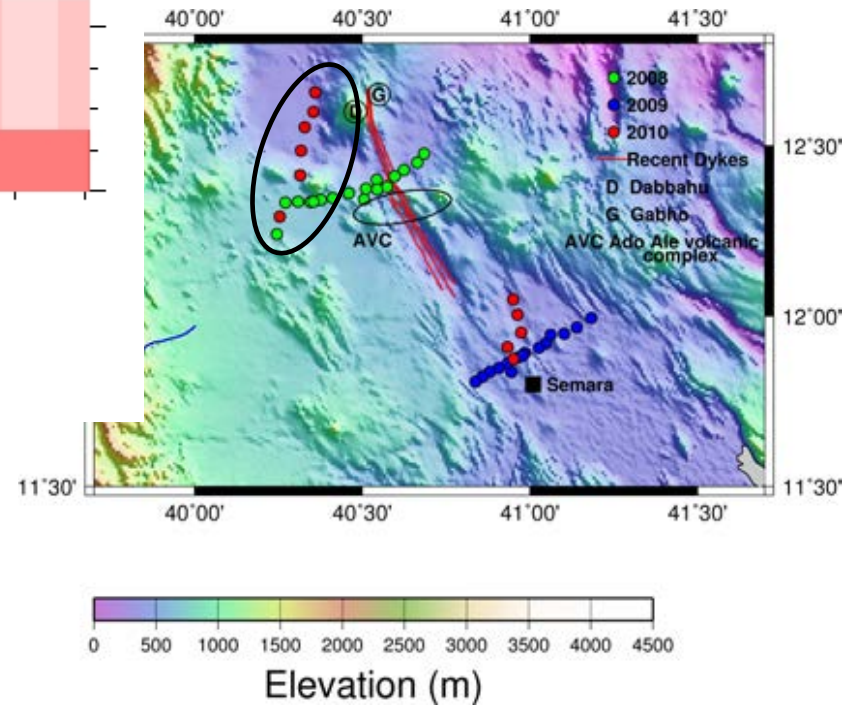 40˚00' 40˚30' 41˚00' 41˚30'
G
D
2008
2009
2010
12˚30'
Recent Dykes
D Dabbahu
G Gabho
AVC
AVC Ado Ale volcanic
complex
12˚00'
Semara
11˚30' 11˚30'
40˚00' 40˚30' 41˚00' 41˚30'
0 500 1000 1500 2000 2500 3000 3500 4000 4500
Elevation (m)